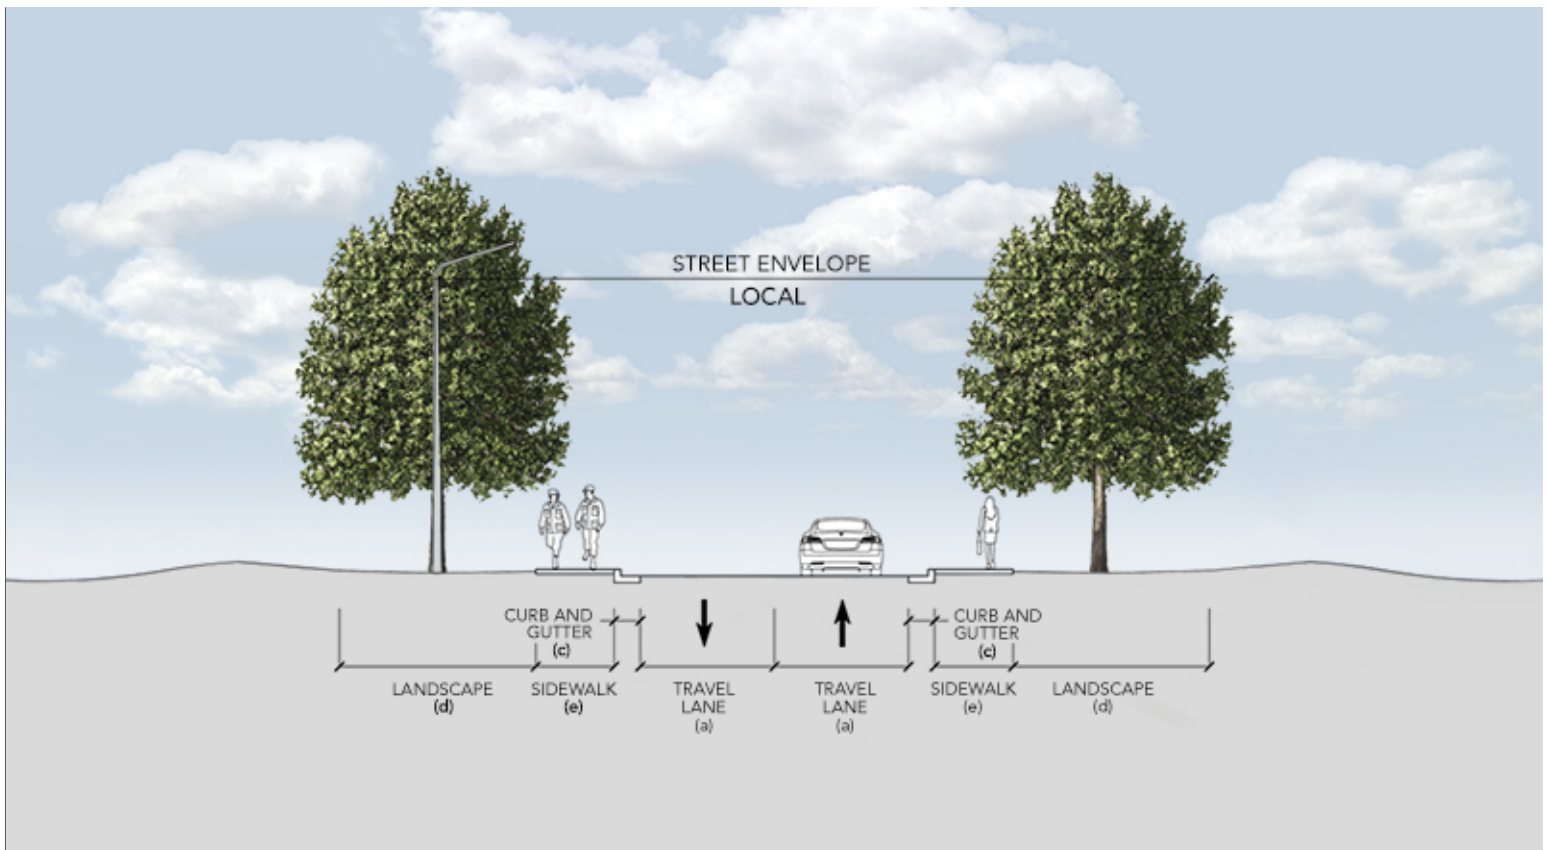 STREET ENVELOPE
LOCAL
CURB AND
GUTTER
(c)
CURB AND
GUTTER
(c)
LANDSCAPE
(d)
SIDEWALK
(e)
TRAVEL
LANE
(a)
TRAVEL
LANE
(a)
SIDEWALK
(e)
LANDSCAPE
(d)